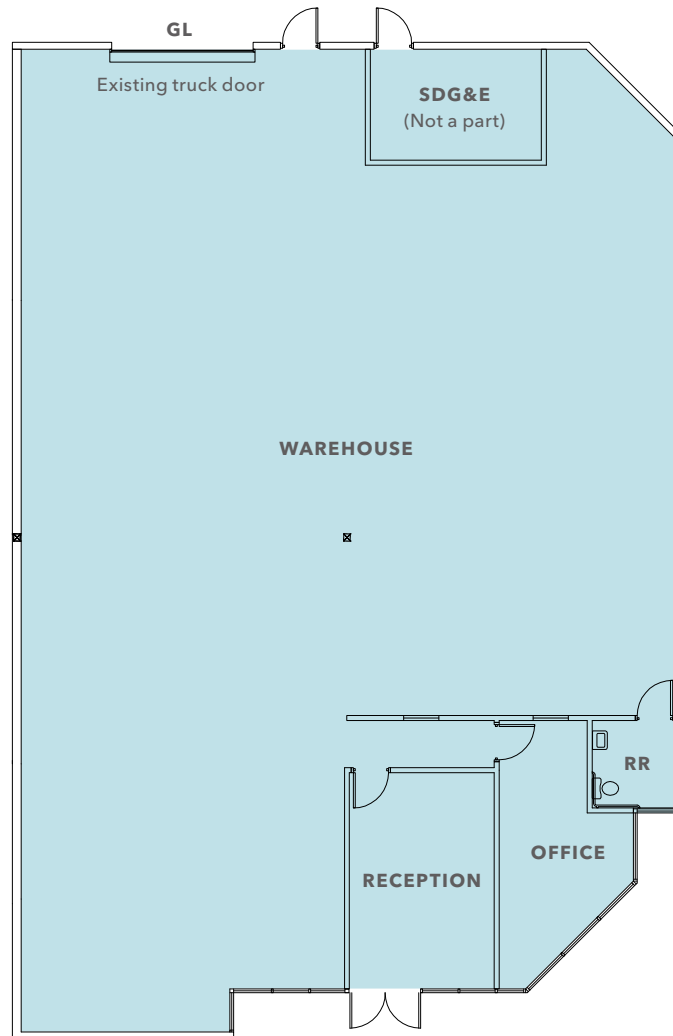 GL
Existing truck door
SDG&E
(Not a part)
WAREHOUSE
RR
OFFICE
RECEPTION